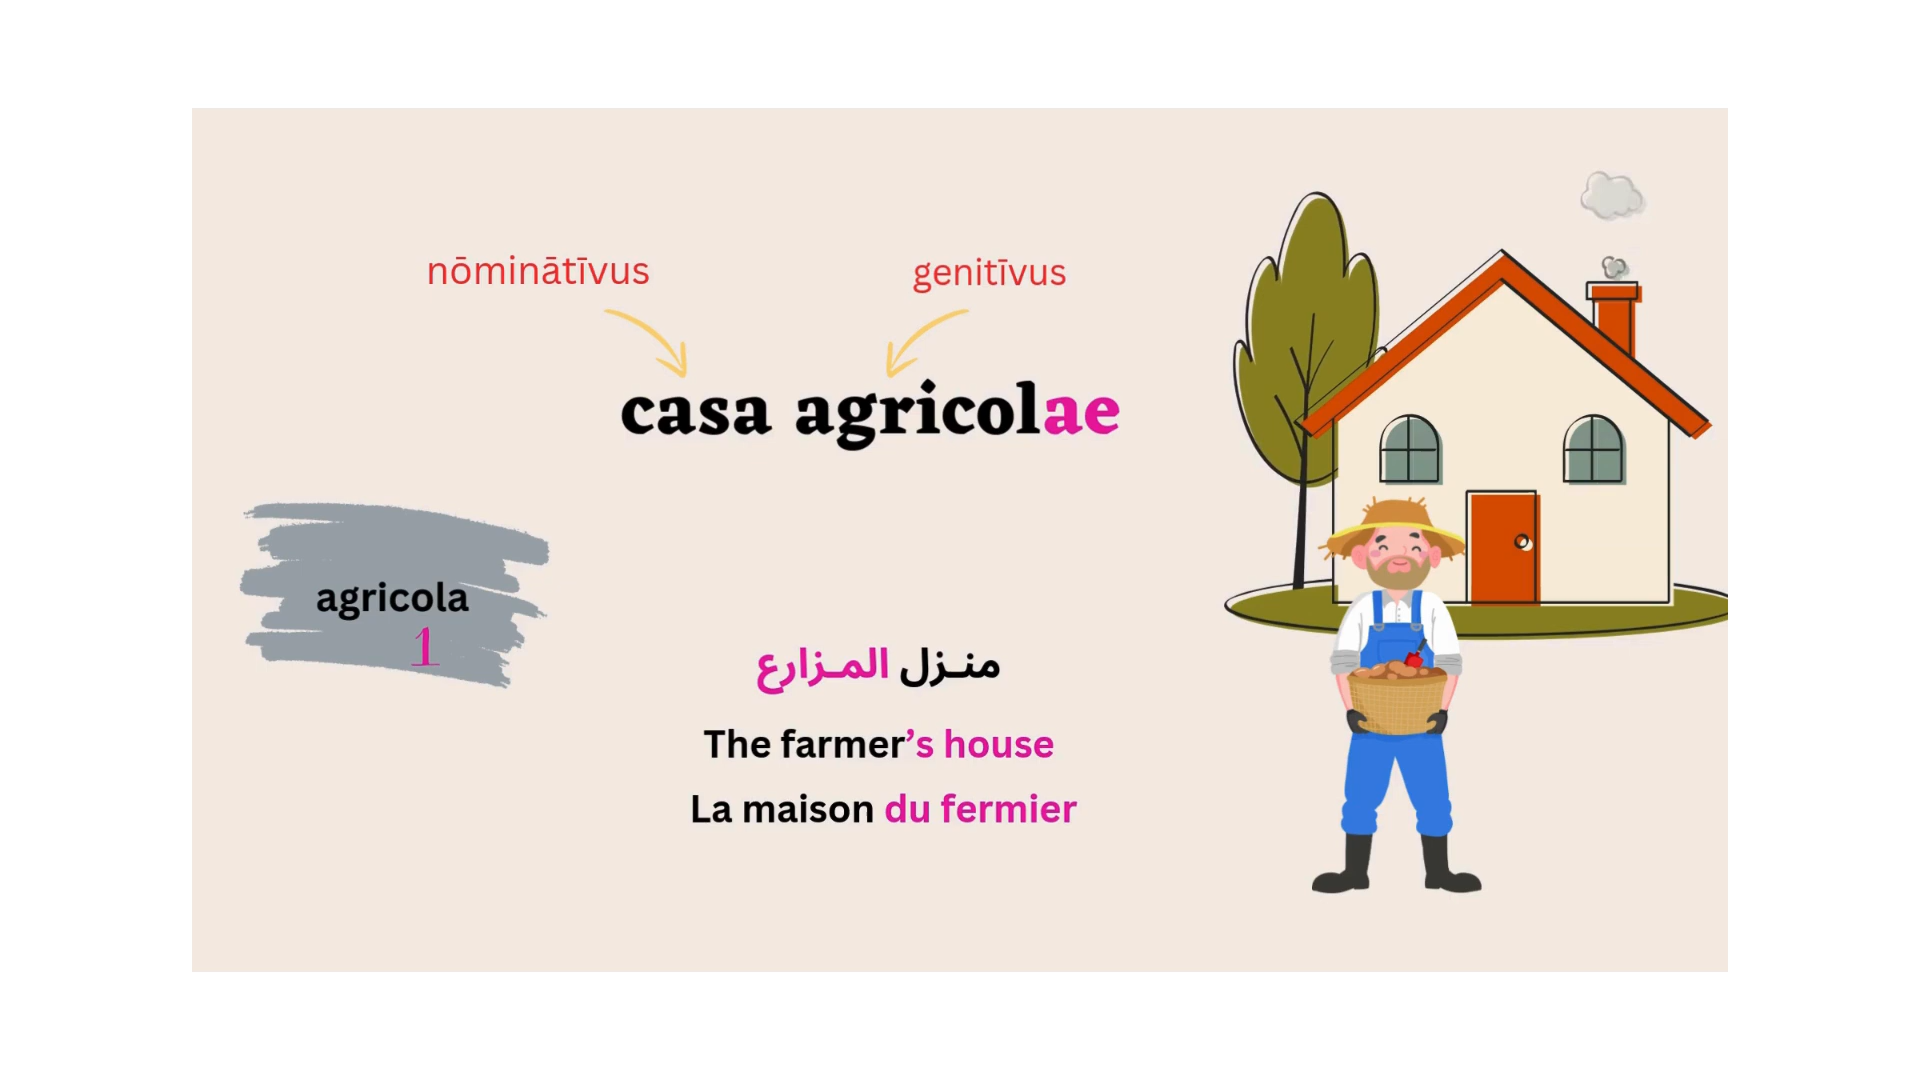 nōminātīvus
genitīvus
casa agricolae
agricola
1
منـزل المـزارع
The farmer’s house
La maison du fermier